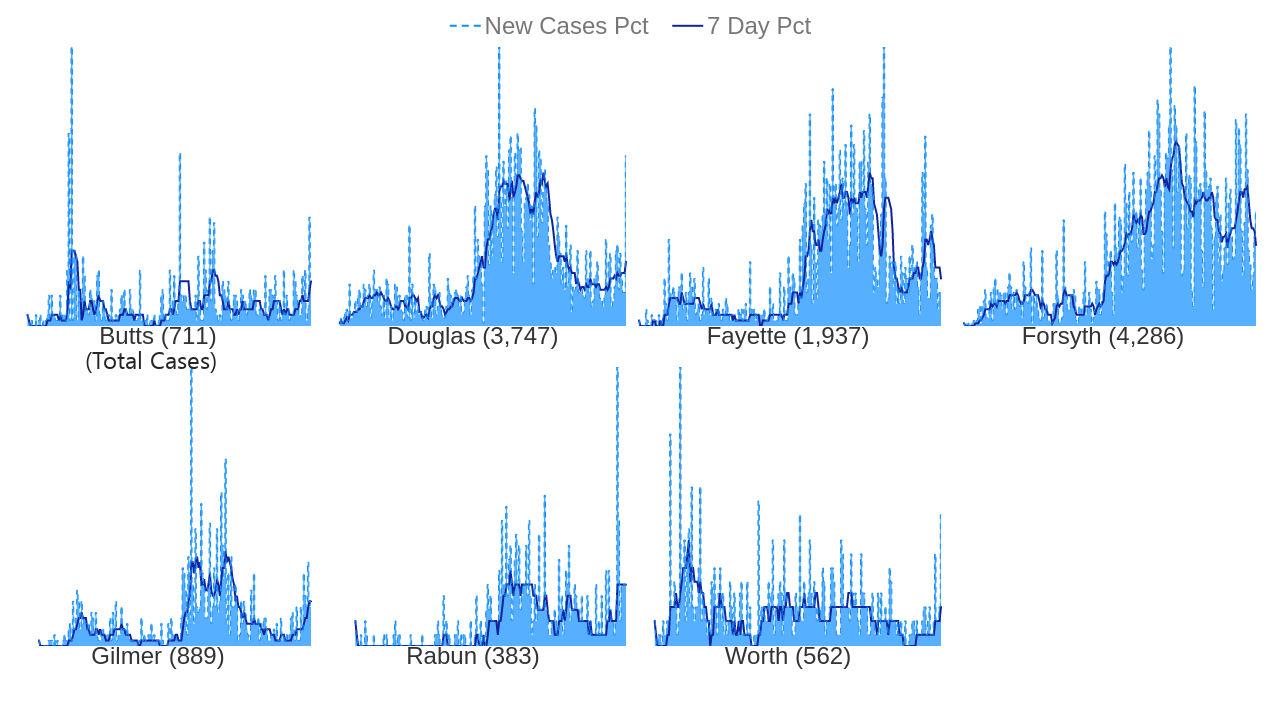 New Cases Pct 7 Day Pct
Butts (711) Douglas (3,747) Fayette (1,937) Forsyth (4,286)
(Total Cases)
Gilmer (889) Rabun (383) Worth (562)